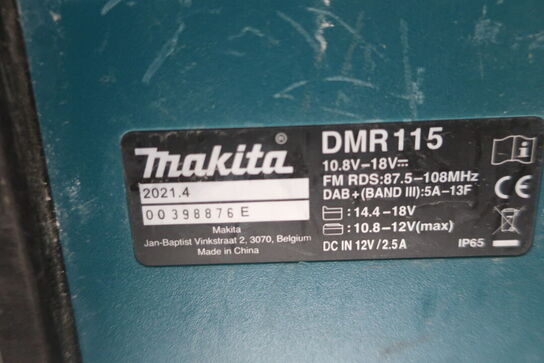 makita®
2021.4
00398876 E
Makita
Jan-Baptist Vinkstraat 2, 3070, Belgium
Made in China
DMR115
10.8V-18V⎓
FM RDS:87.5-108MHz
DAB+(BAND III):5A-13F
:14.4-18V
:10.8-12V(max)
DC IN 12V/2.5A
IP65
CE